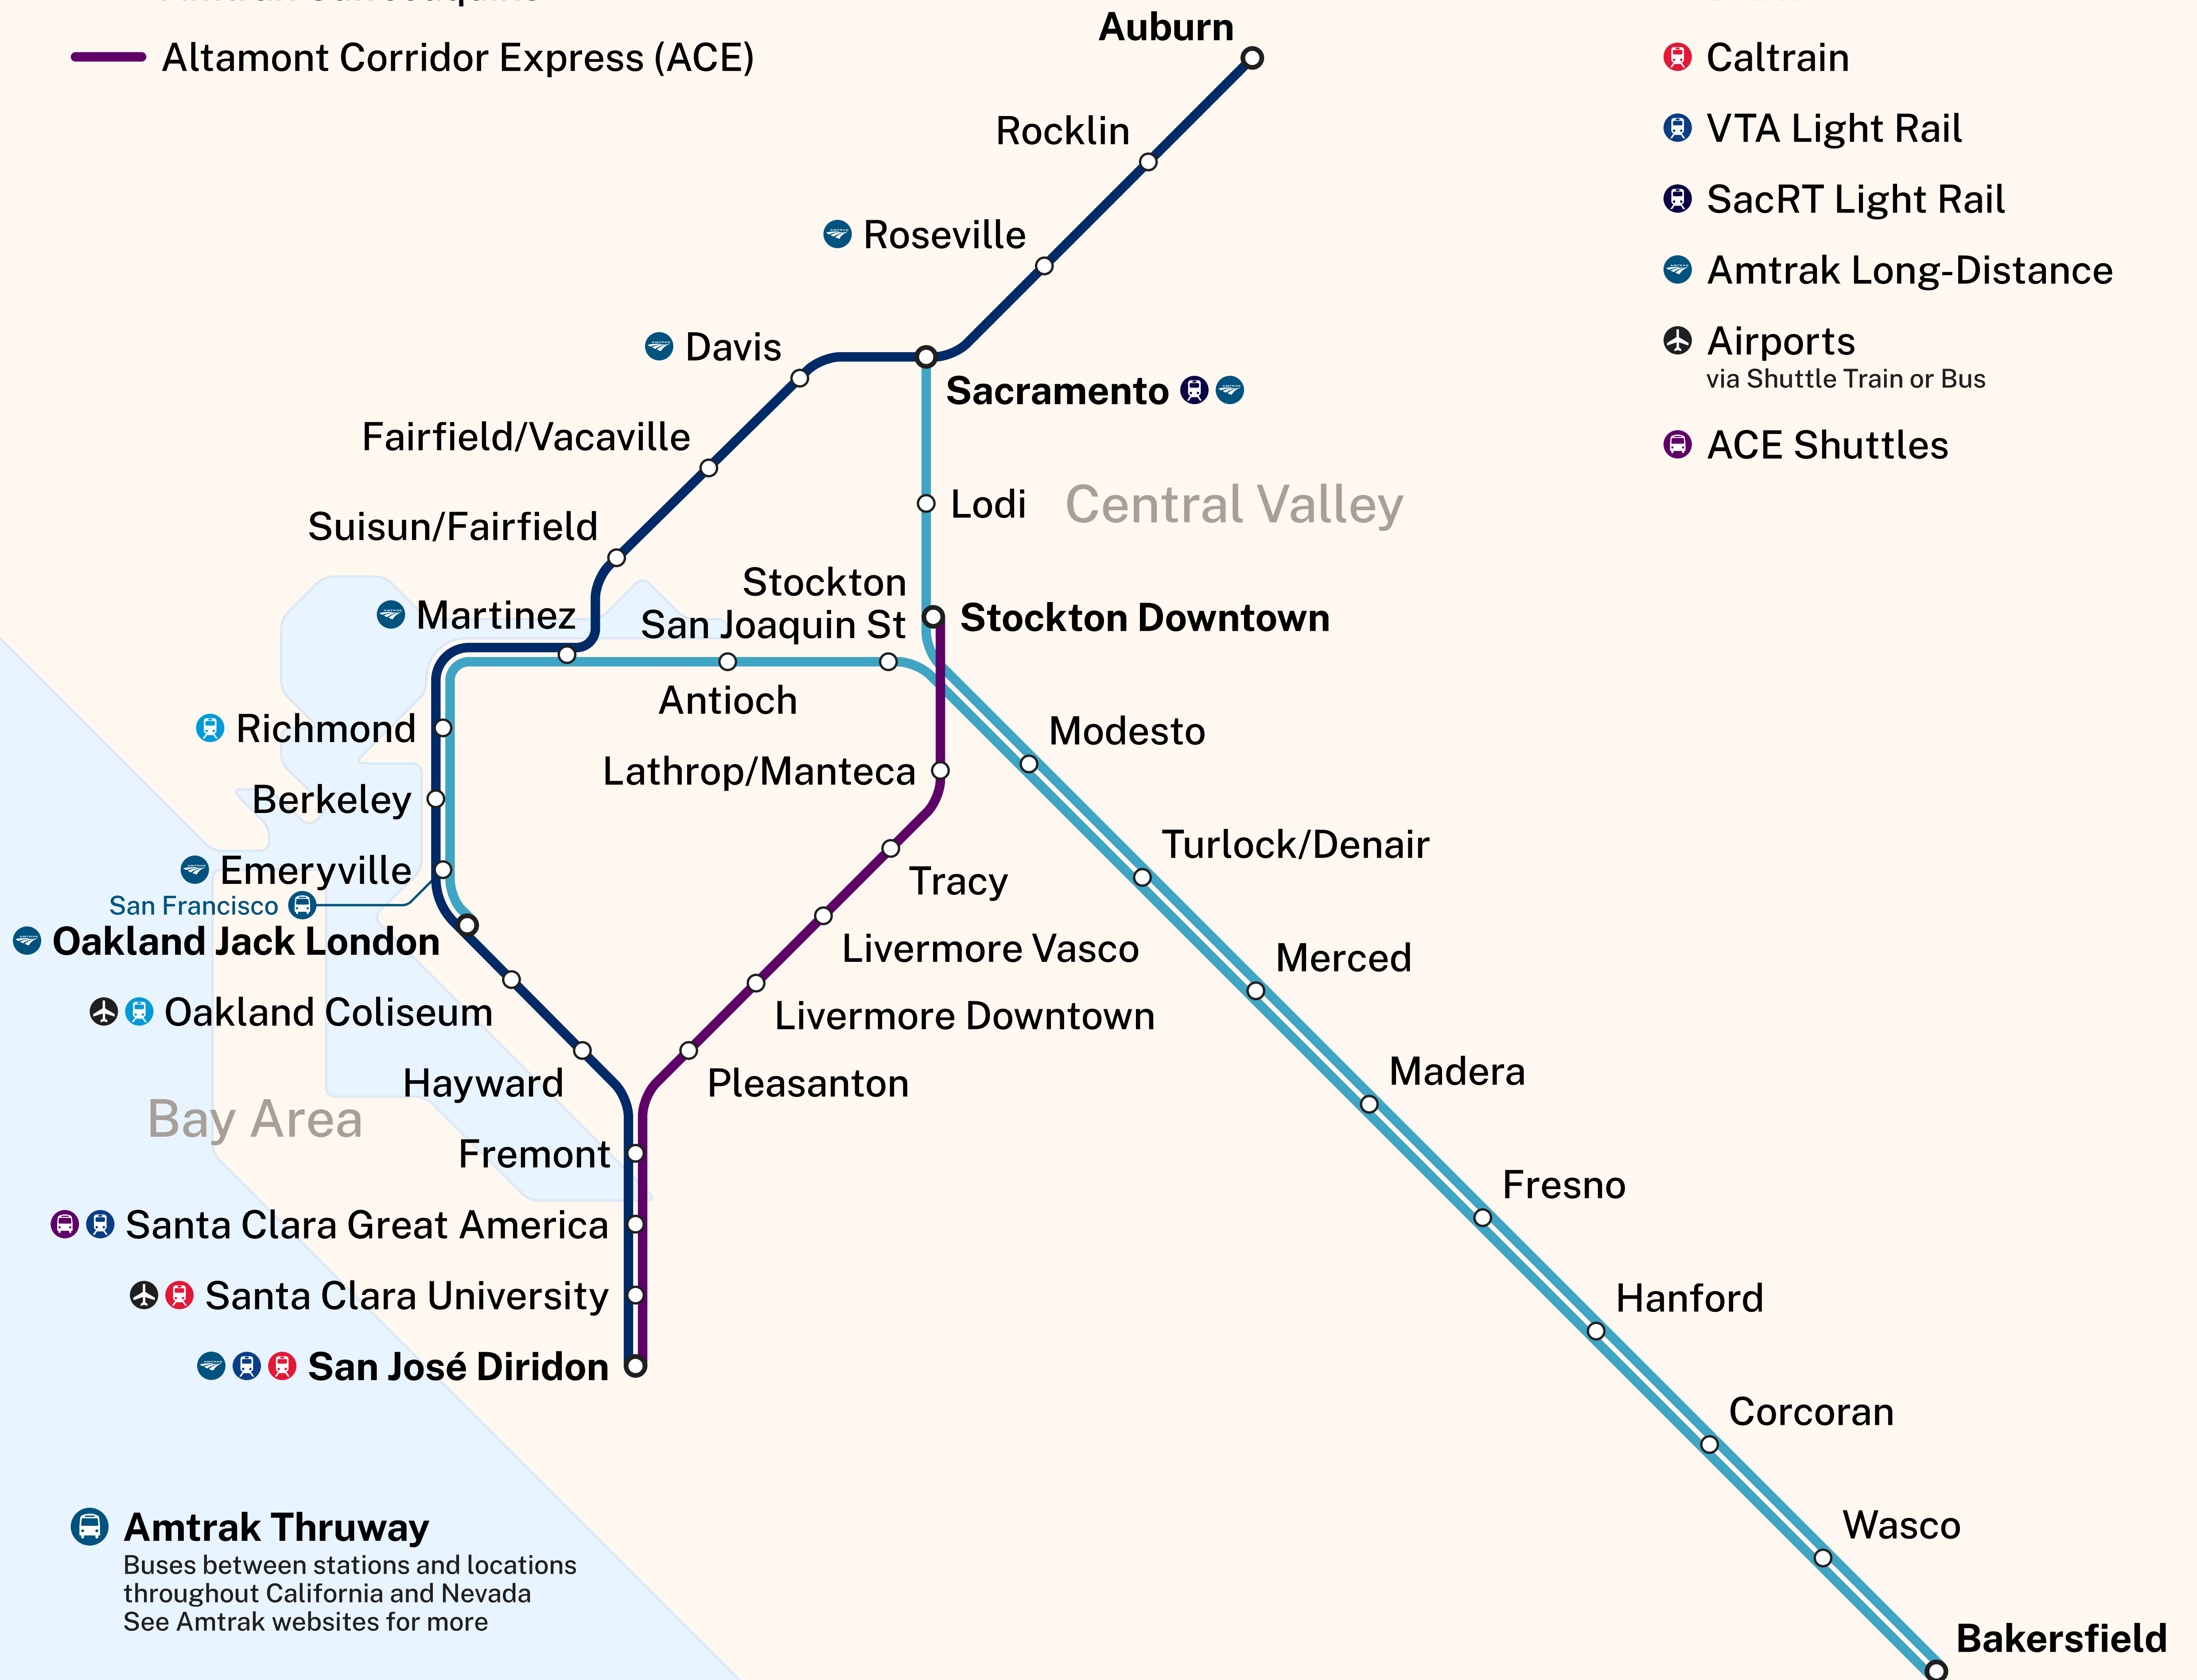 Altamont Corridor Express (ACE)
Caltrain
VTA Light Rail
SacRT Light Rail
Amtrak Long-Distance
Airports
via Shuttle Train or Bus
ACE Shuttles
Auburn
Rocklin
Roseville
Davis
Sacramento
Fairfield/Vacaville
Suisun/Fairfield
Lodi
Central Valley
Stockton
San Joaquin St
Stockton Downtown
Martinez
Antioch
Richmond
Modesto
Lathrop/Manteca
Berkeley
Turlock/Denair
Emeryville
Tracy
San Francisco
Oakland Jack London
Livermore Vasco
Merced
Oakland Coliseum
Livermore Downtown
Madera
Hayward
Pleasanton
Bay Area
Fremont
Fresno
Santa Clara Great America
Santa Clara University
Hanford
San José Diridon
Corcoran
Wasco
Amtrak Thruway
Buses between stations and locations
throughout California and Nevada
See Amtrak websites for more
Bakersfield